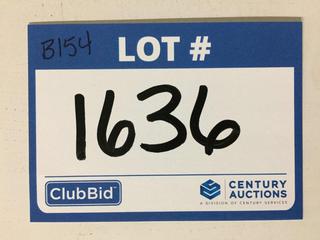 B154
LOT #
1636
ClubBid
CENTURY
AUCTIONS
A DIVISION OF CENTURY SERVICES